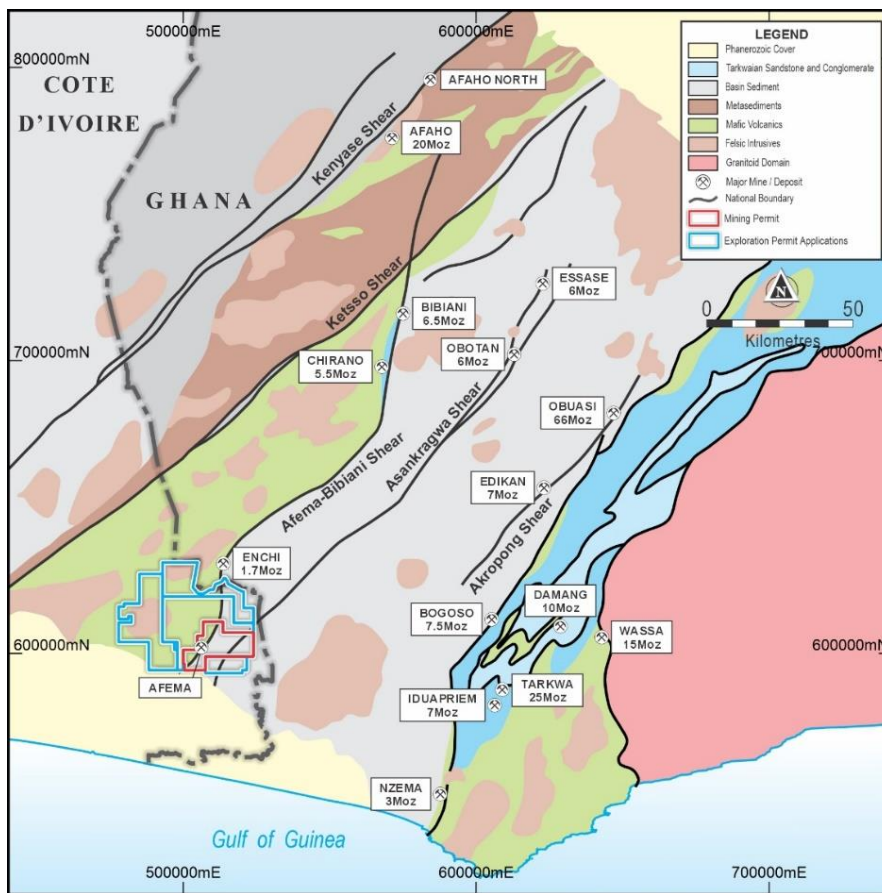 500000mE
600000mE
800000mN
COTE
D'IVOIRE
GHANA
AFAHO NORTH
AFAHO
20Moz
Kenyase Shear
Ketsso Shear
LEGEND
Phanerozoic Cover
Tarkwaian Sandstone and Conglomerate
Basin Sediment
Metasediments
Mafic Volcanics
Felsic Intrusives
Granitoid Domain
Major Mine / Deposit
National Boundary
Mining Permit
Exploration Permit Applications
N
0
50
Kilometres
ESSASE
6Moz
BIBIANI
6.5Moz
700000mN
OBOTAN
6Moz
700000mN
CHIRANO
5.5Moz
OBUASI
66Moz
Asankragwa Shear
Afema-Bibiani Shear
EDIKAN
7Moz
Akropong Shear
ENCHI
1.7Moz
DAMANG
10Moz
BOGOSO
7.5Moz
WASSA
15Moz
600000mN
600000mN
AFEMA
TARKWA
25Moz
IDUAPRIEM
7Moz
NZEMA
3Moz
Gulf of Guinea
500000mE
600000mE
700000mE